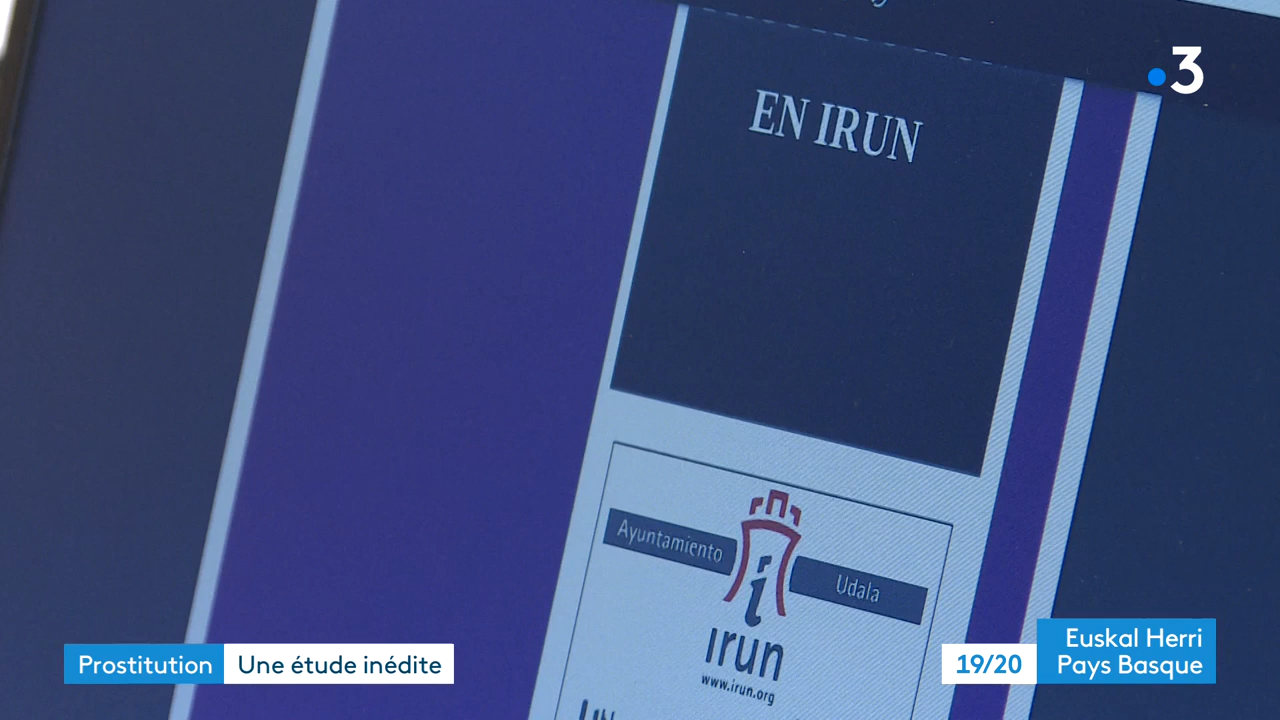 3
EN IRUN
Ayuntamiento
Udala
i
irun
www.irun.org
Prostitution
Une étude inédite
19/20
Euskal Herri
Pays Basque